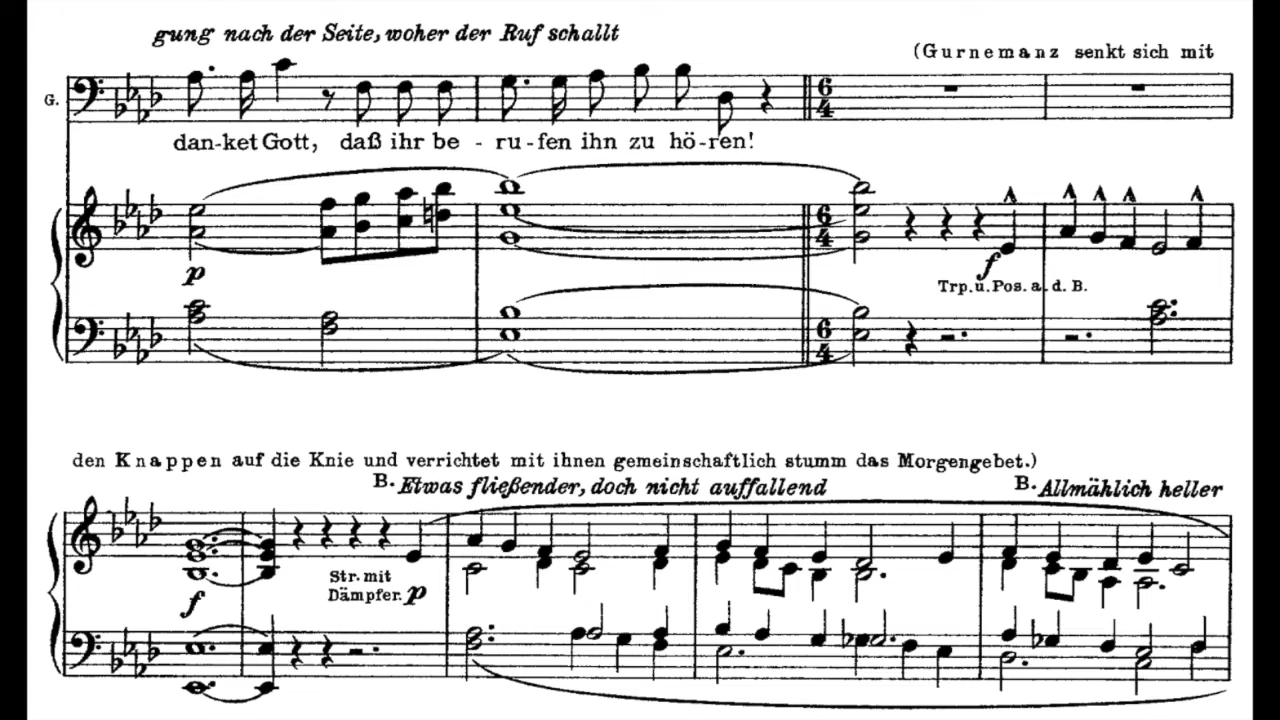 gung nach der Seite, woher der Ruf schallt
(Gurnemanz senkt sich mit
G.
dan-ket Gott, daß ihr be - ru-fen ihn zu hö-ren!
6
4
p
6
4
f
Trp. u. Pos. a. d. B.
6
4
den Knappen auf die Knie und verrichtet mit ihnen gemeinschaftlich stumm das Morgengebet.)
B. Etwas fließender, doch nicht auffallend
B. Allmählich heller
f
Str. mit
Dämpfer. p